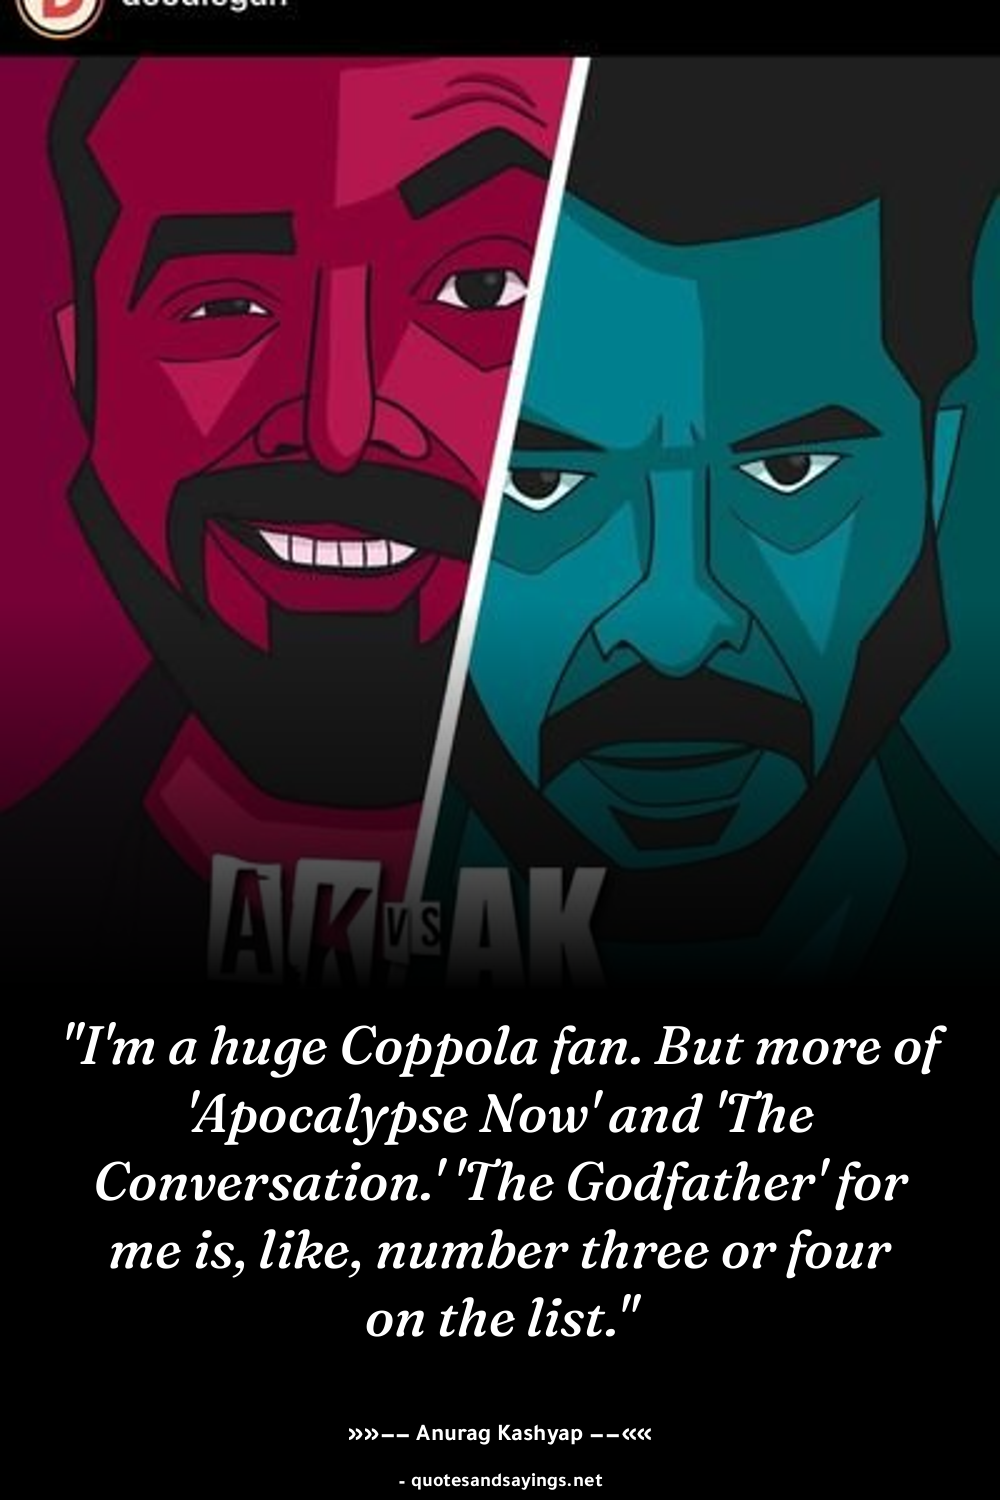 AK VS AK
"I'm a huge Coppola fan. But more of
'Apocalypse Now' and 'The
Conversation.' 'The Godfather' for
me is, like, number three or four
on the list."
»»–– Anurag Kashyap ––««
- quotesandsayings.net